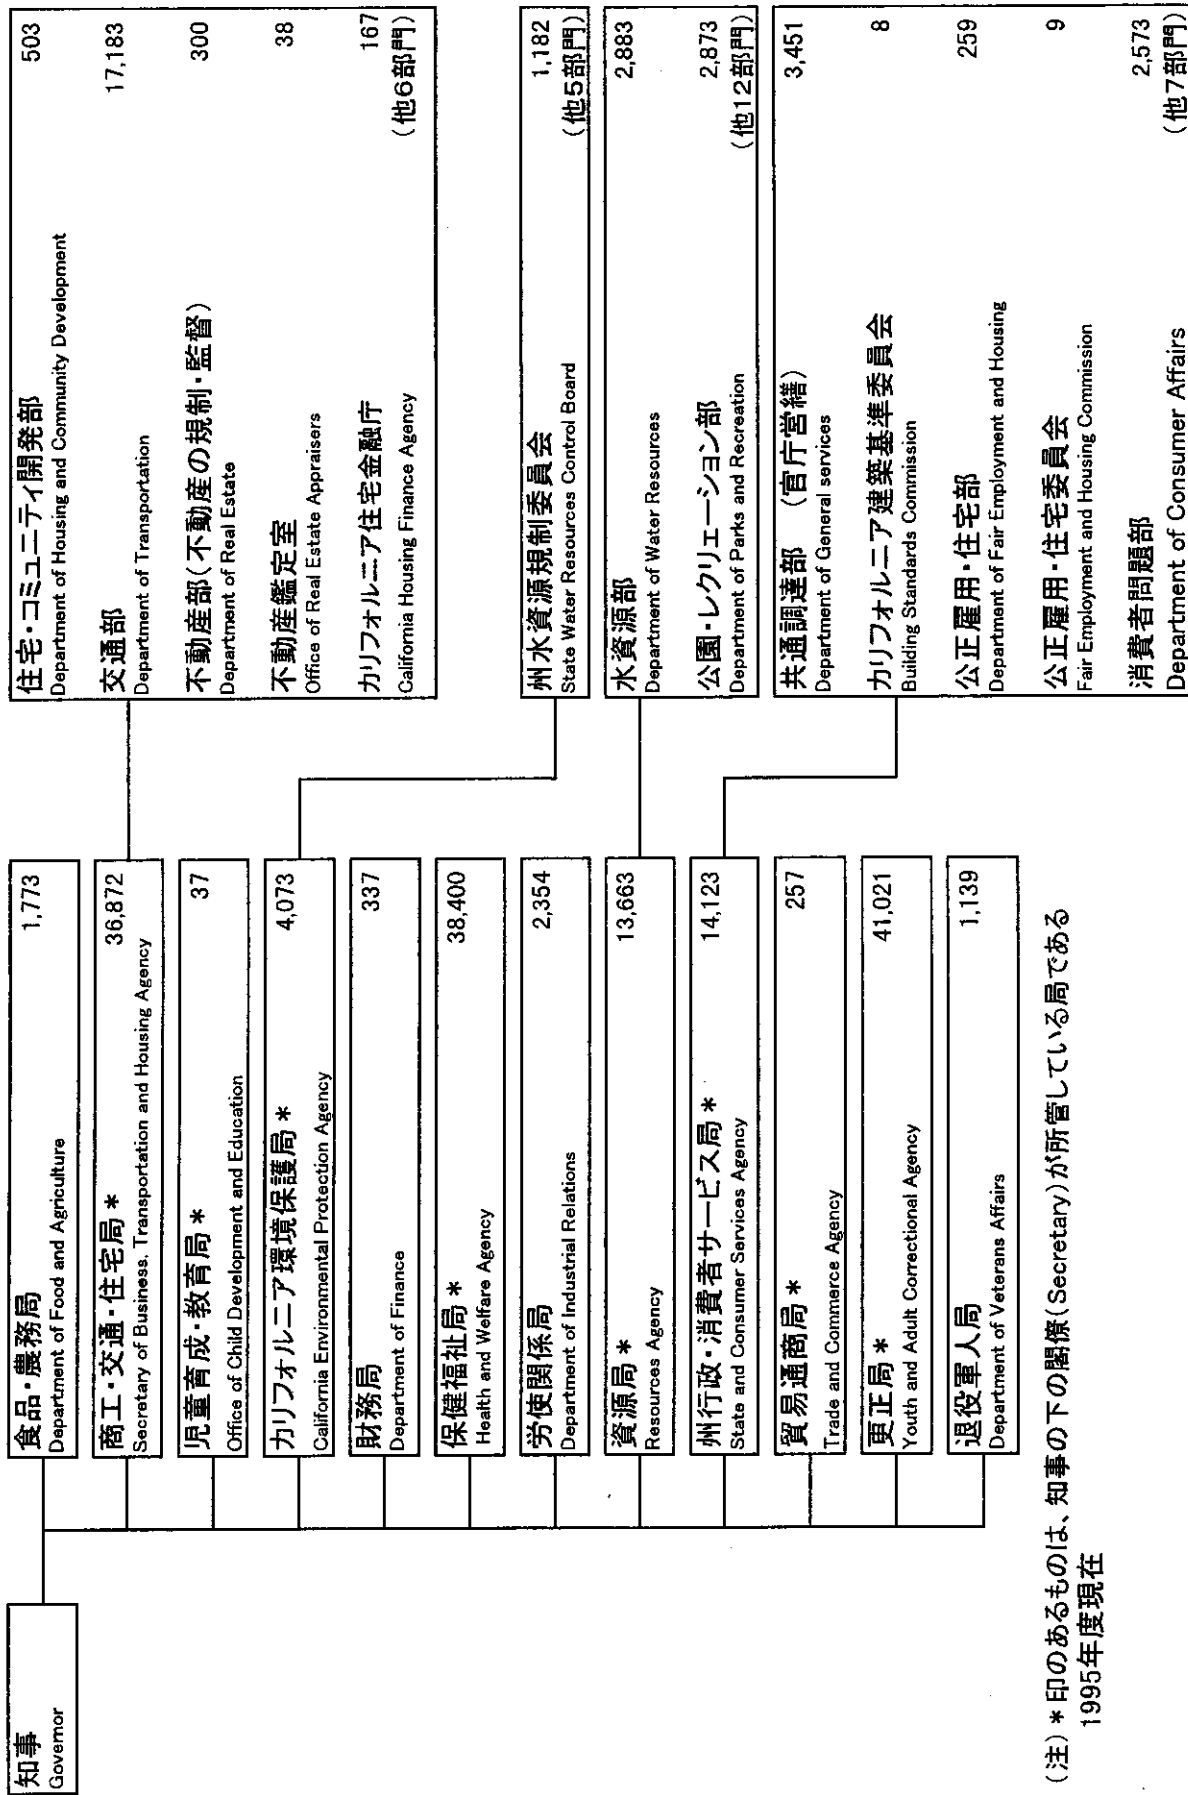 知事
Governor
食品・農務局 1,773
Department of Food and Agriculture
商工・交通・住宅局＊ 36,872
Secretary of Business, Transportation and Housing Agency
児童育成・教育局＊ 37
Office of Child Development and Education
カリフォルニア環境保護局＊ 4,073
California Environmental Protection Agency
財務局 337
Department of Finance
保健福祉局＊ 38,400
Health and Welfare Agency
労使関係局 2,354
Department of Industrial Relations
資源局＊ 13,663
Resources Agency
州行政・消費者サービス局＊ 14,123
State and Consumer Services Agency
貿易通商局＊ 257
Trade and Commerce Agency
更正局＊ 41,021
Youth and Adult Correctional Agency
退役軍人局 1,139
Department of Veterans Affairs
住宅・コミュニティ開発部 503
Department of Housing and Community Development
交通部 17,183
Department of Transportation
不動産部(不動産の規制・監督) 300
Department of Real Estate
不動産鑑定室 38
Office of Real Estate Appraisers
カリフォルニア住宅金融庁 167
California Housing Finance Agency
(他6部門)
州水資源規制委員会 1,182
State Water Resources Control Board
(他5部門)
水資源部 2,883
Department of Water Resources
公園・レクリェーション部 2,873
Department of Parks and Recreation
(他12部門)
共通調達部 (官庁営繕) 3,451
Department of General services
カリフォルニア建築基準委員会 8
Building Standards Commission
公正雇用・住宅部 259
Department of Fair Employment and Housing
公正雇用・住宅委員会 9
Fair Employment and Housing Commission
消費者問題部 2,573
Department of Consumer Affairs
(他7部門)
(注)＊印のあるものは、知事の下の閣僚(Secretary)が所管している局である
1995年度現在